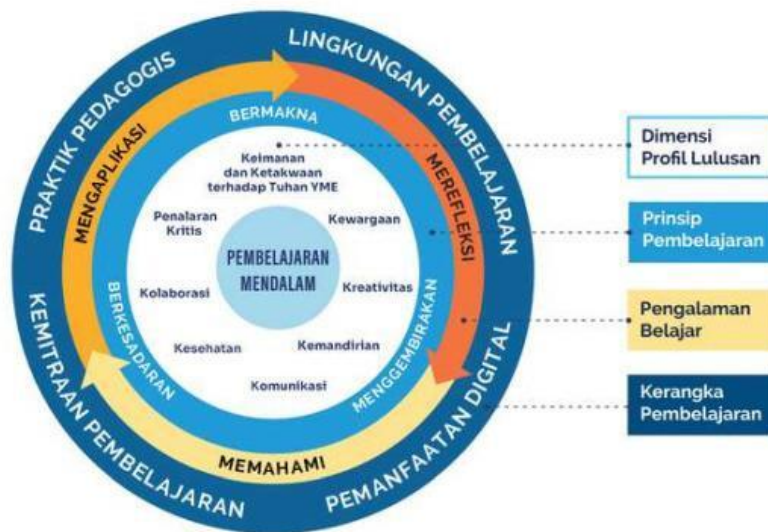 PRAKTIK PEDAGOGIS
LINGKUNGAN PEMBELAJARAN
MENGAPLIKASI
MEREFLEKSI
BERMAKNA
Keimanan
dan Ketakwaan
terhadap Tuhan YME
Penalaran
Kritis
Kewargaan
PEMBELAJARAN
MENDALAM
Kolaborasi
Kreativitas
Kesehatan
Kemandirian
Komunikasi
BERKESADARAN
MENGGEMBIRAKAN
MEMAHAMI
KEMITRAAN PEMBELAJARAN
PEMANFAATAN DIGITAL
Dimensi
Profil Lulusan
Prinsip
Pembelajaran
Pengalaman
Belajar
Kerangka
Pembelajaran